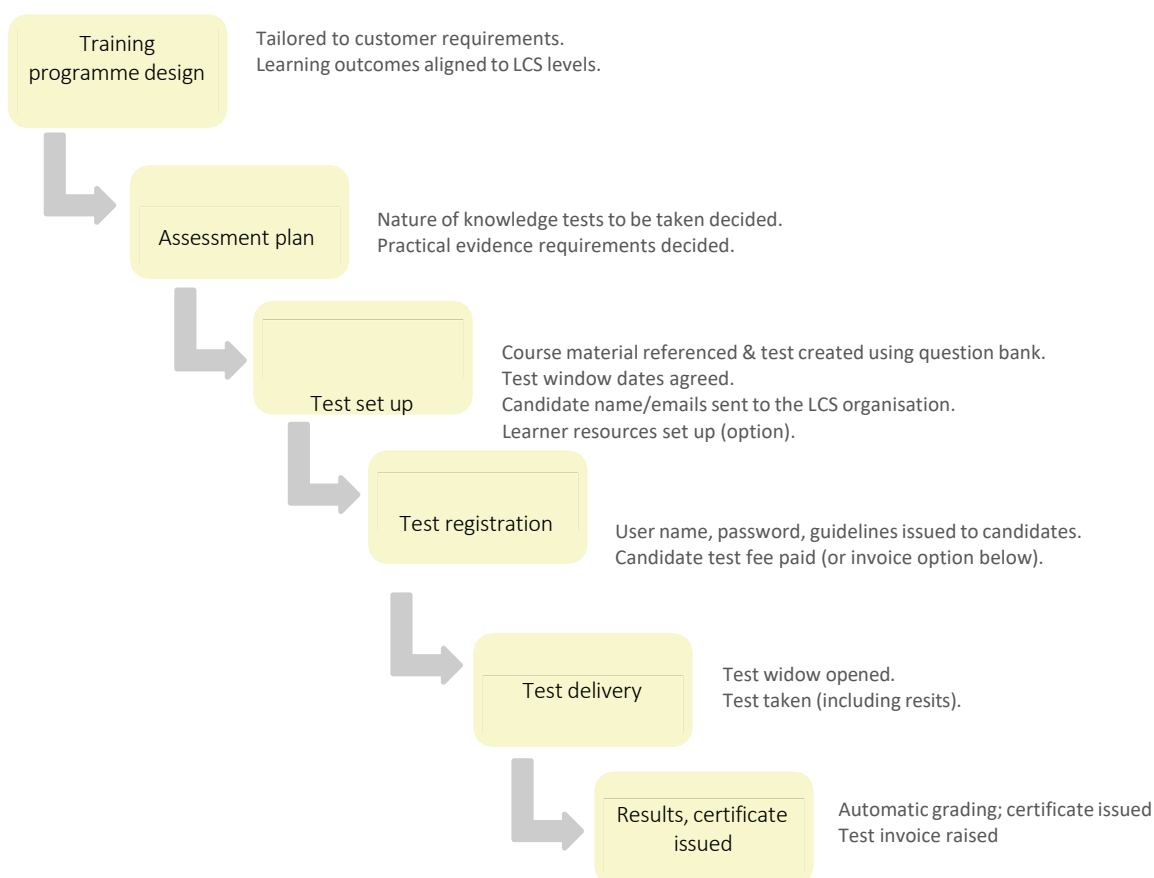 Training
programme design
Tailored to customer requirements.
Learning outcomes aligned to LCS levels.
Assessment plan
Nature of knowledge tests to be taken decided.
Practical evidence requirements decided.
Test set up
Course material referenced & test created using question bank.
Test window dates agreed.
Candidate name/emails sent to the LCS organisation.
Learner resources set up (option).
Test registration
User name, password, guidelines issued to candidates.
Candidate test fee paid (or invoice option below).
Test delivery
Test widow opened.
Test taken (including resits).
Results, certificate
issued
Automatic grading; certificate issued
Test invoice raised